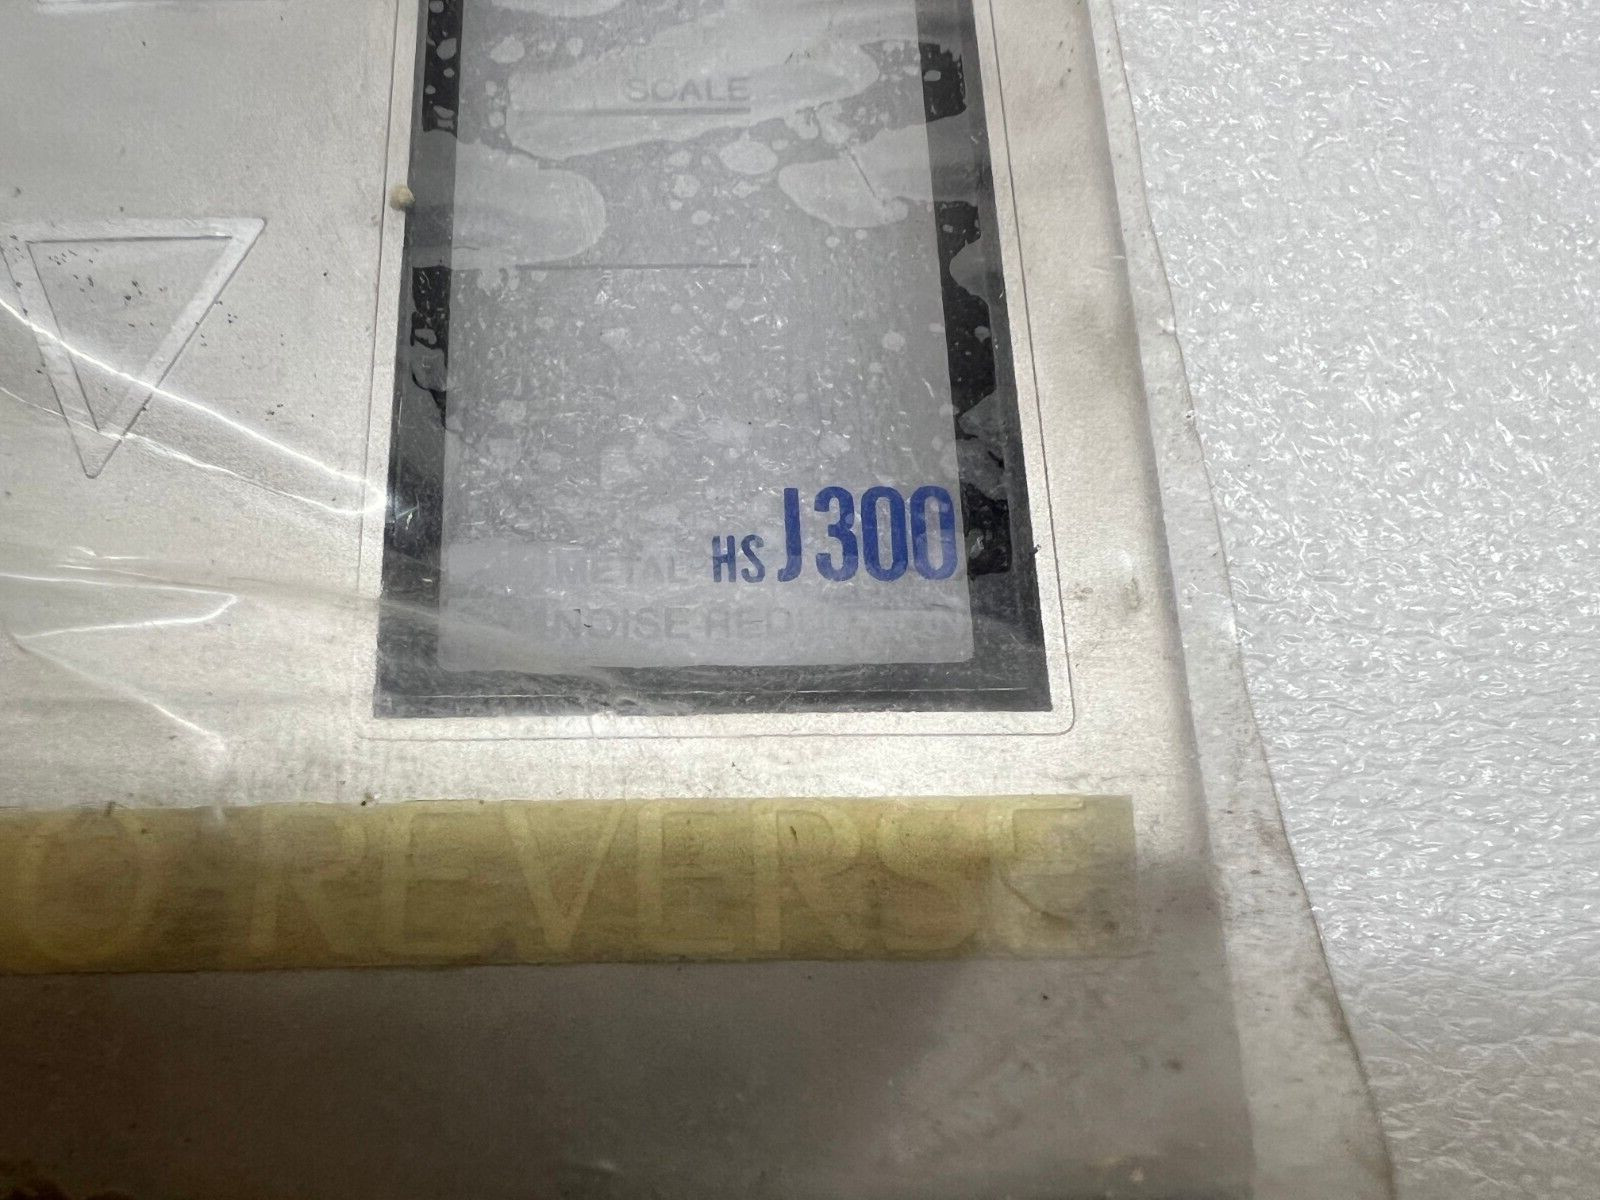 SCALE
HS J300
METAL
NOISE RED
O REVERSE